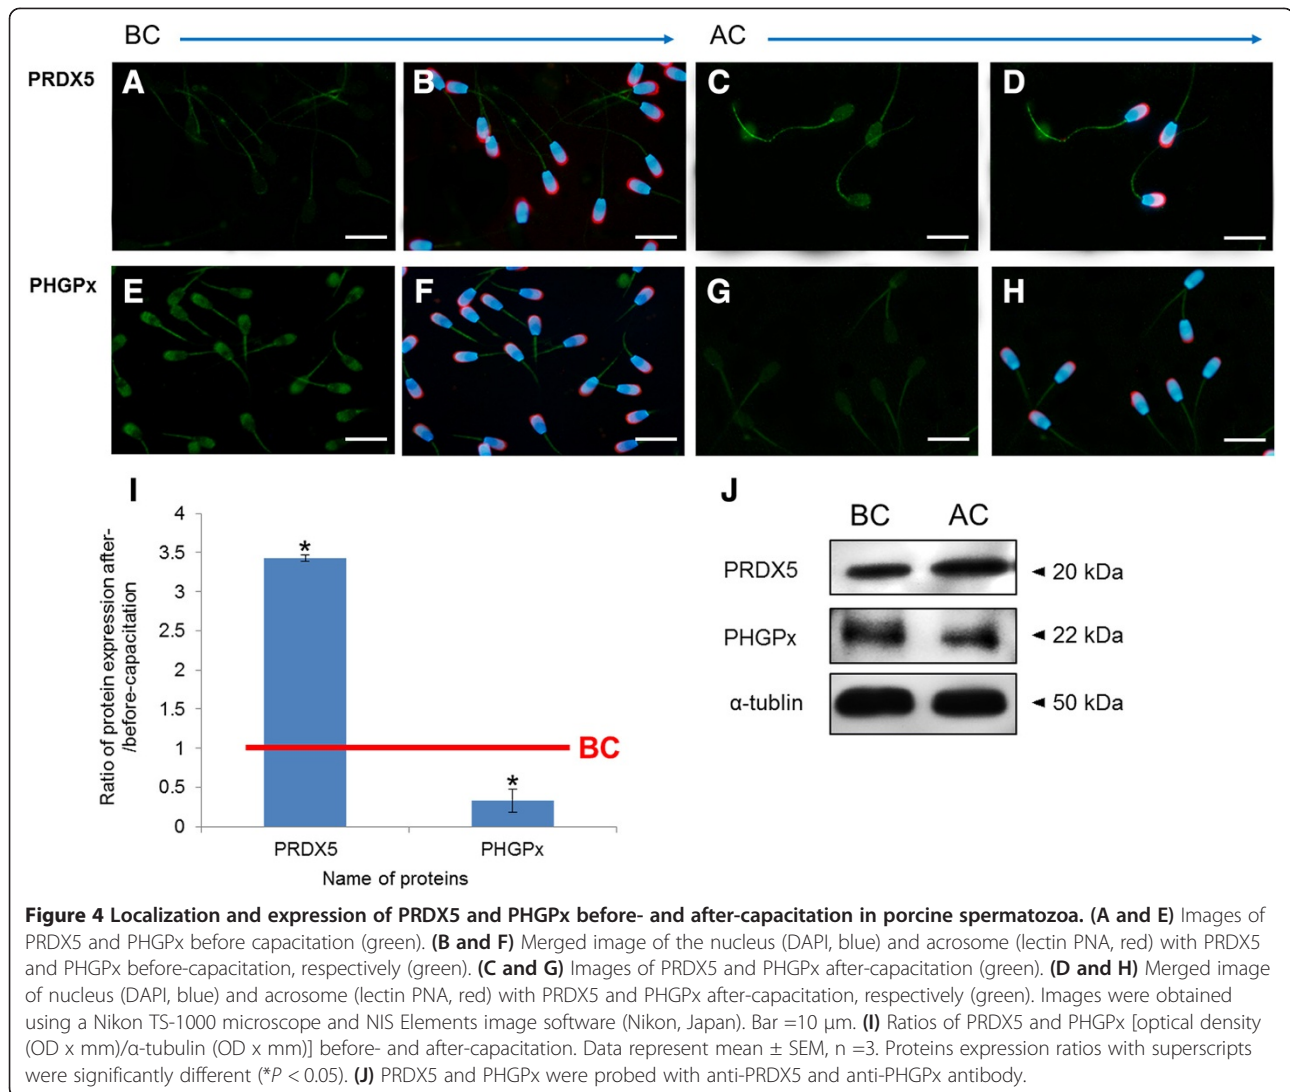 BC AC
PRDX5 A B C D
PHGPx E F G H
I
Ratio of protein expression after-
/before-capacitation
4
3.5
3
2.5
2
1.5
1
0.5
0
*
*
BC
PRDX5 PHGPx
Name of proteins
J
BC AC
PRDX5 ◄ 20 kDa
PHGPx ◄ 22 kDa
α-tublin ◄ 50 kDa
Figure 4 Localization and expression of PRDX5 and PHGPx before- and after-capacitation in porcine spermatozoa. (A and E) Images of
PRDX5 and PHGPx before capacitation (green). (B and F) Merged image of the nucleus (DAPI, blue) and acrosome (lectin PNA, red) with PRDX5
and PHGPx before-capacitation, respectively (green). (C and G) Images of PRDX5 and PHGPx after-capacitation (green). (D and H) Merged image
of nucleus (DAPI, blue) and acrosome (lectin PNA, red) with PRDX5 and PHGPx after-capacitation, respectively (green). Images were obtained
using a Nikon TS-1000 microscope and NIS Elements image software (Nikon, Japan). Bar =10 μm. (I) Ratios of PRDX5 and PHGPx [optical density
(OD x mm)/α-tubulin (OD x mm)] before- and after-capacitation. Data represent mean ± SEM, n =3. Proteins expression ratios with superscripts
were significantly different (*P < 0.05). (J) PRDX5 and PHGPx were probed with anti-PRDX5 and anti-PHGPx antibody.